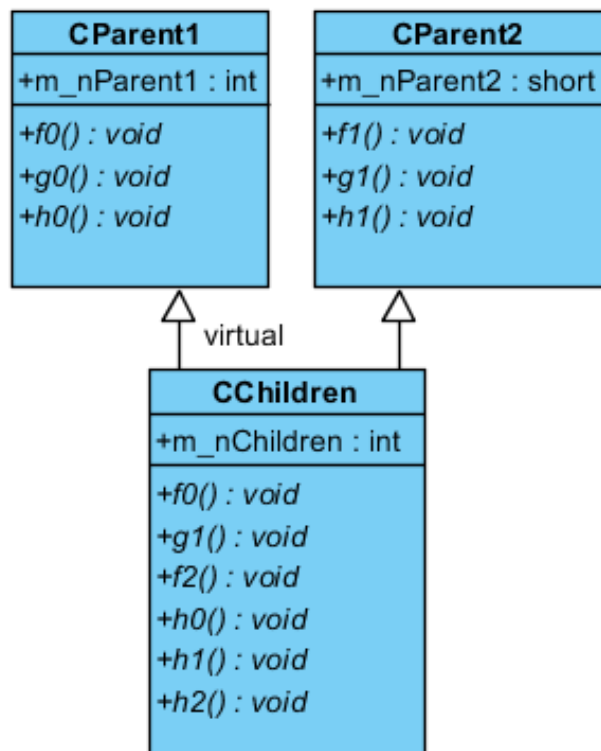 CParent1
+m_nParent1 : int
+f0() : void
+g0() : void
+h0() : void
CParent2
+m_nParent2 : short
+f1() : void
+g1() : void
+h1() : void
virtual
CChildren
+m_nChildren : int
+f0() : void
+g1() : void
+f2() : void
+h0() : void
+h1() : void
+h2() : void